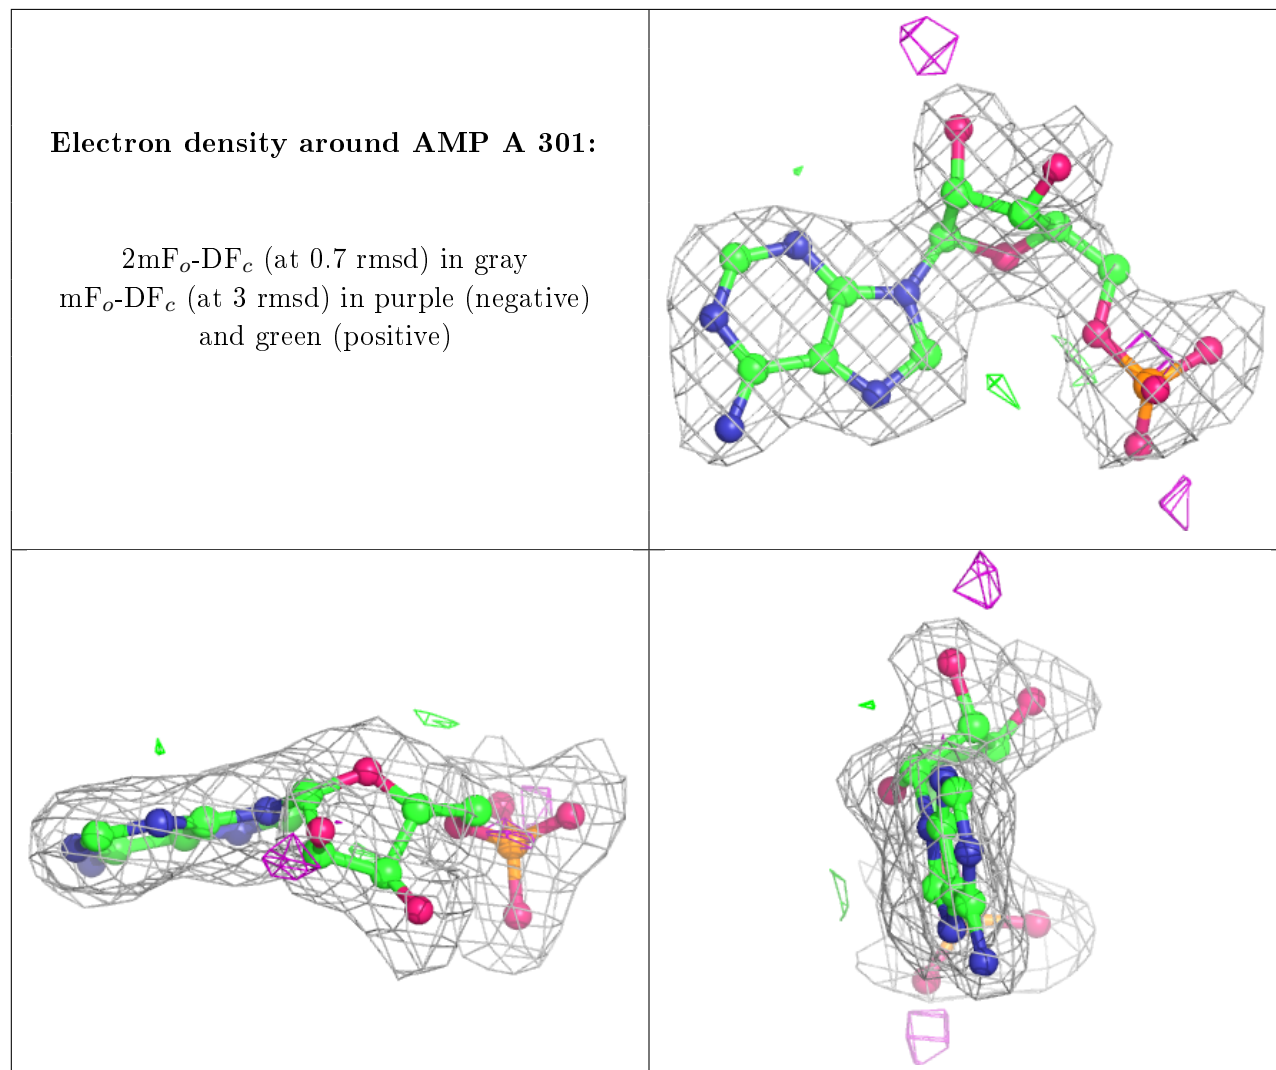 Electron density around AMP A 301:
2mFₒ-DF𝑐 (at 0.7 rmsd) in gray
mFₒ-DF𝑐 (at 3 rmsd) in purple (negative)
and green (positive)